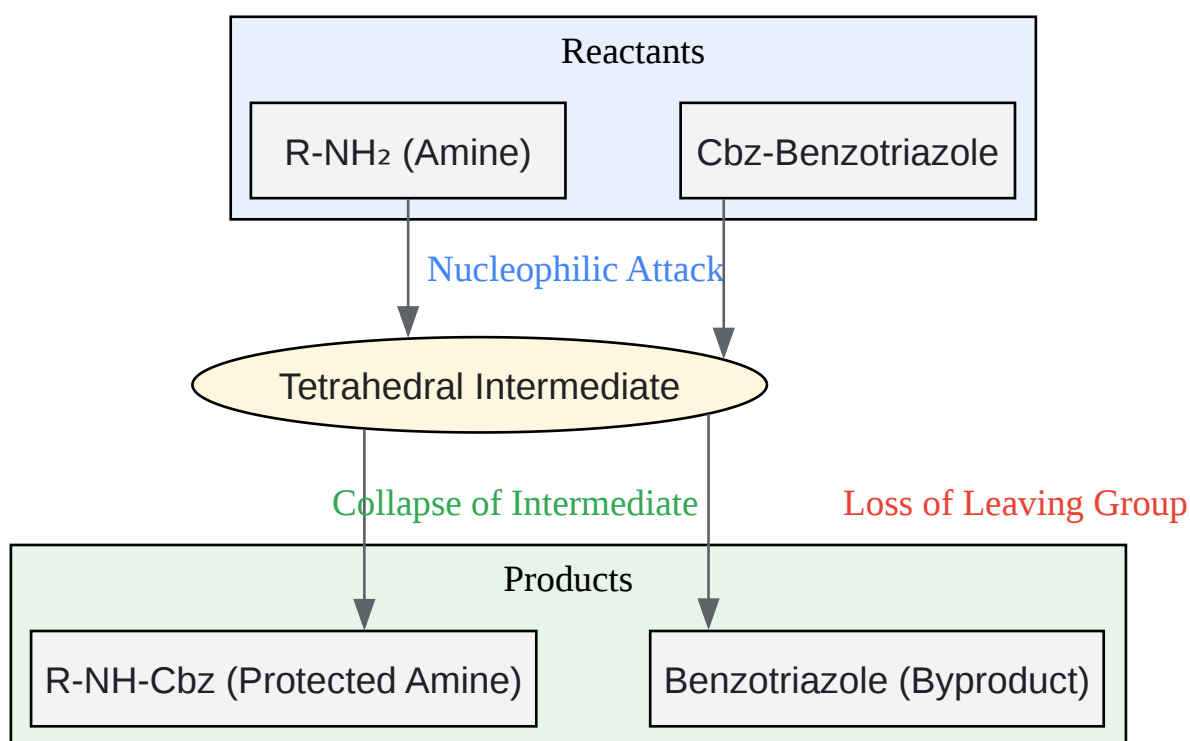 Reactants
R-NH₂ (Amine)
Cbz-Benzotriazole
Nucleophilic Attack
Tetrahedral Intermediate
Collapse of Intermediate
Loss of Leaving Group
Products
R-NH-Cbz (Protected Amine)
Benzotriazole (Byproduct)